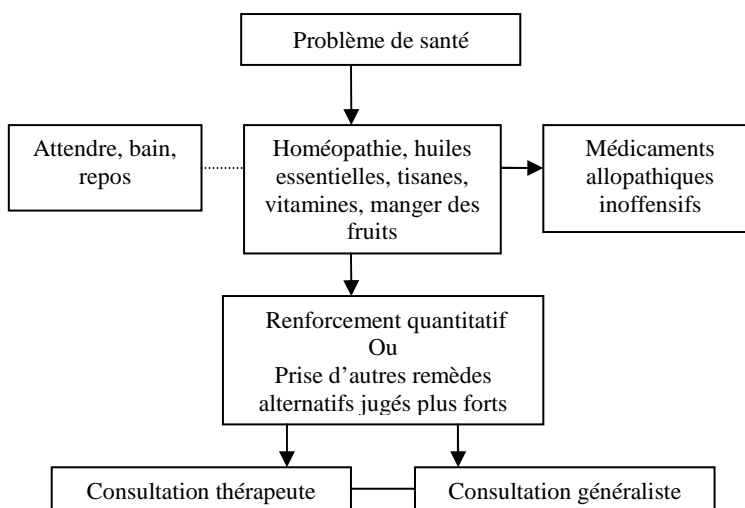 Problème de santé
Attendre, bain,
repos
Homéopathie, huiles
essentielles, tisanes,
vitamines, manger des
fruits
Médicaments
allopathiques
inoffensifs
Renforcement quantitatif
Ou
Prise d’autres remèdes
alternatifs jugés plus forts
Consultation thérapeute
Consultation généraliste